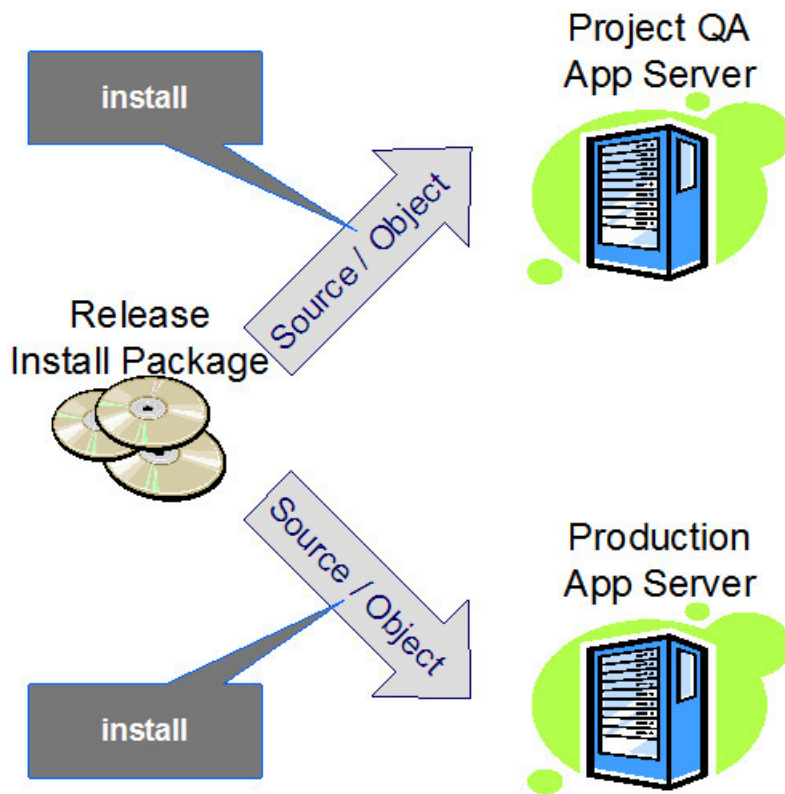 Project QA
App Server
install
Source / Object
Release
Install Package
Source / Object
Production
App Server
install